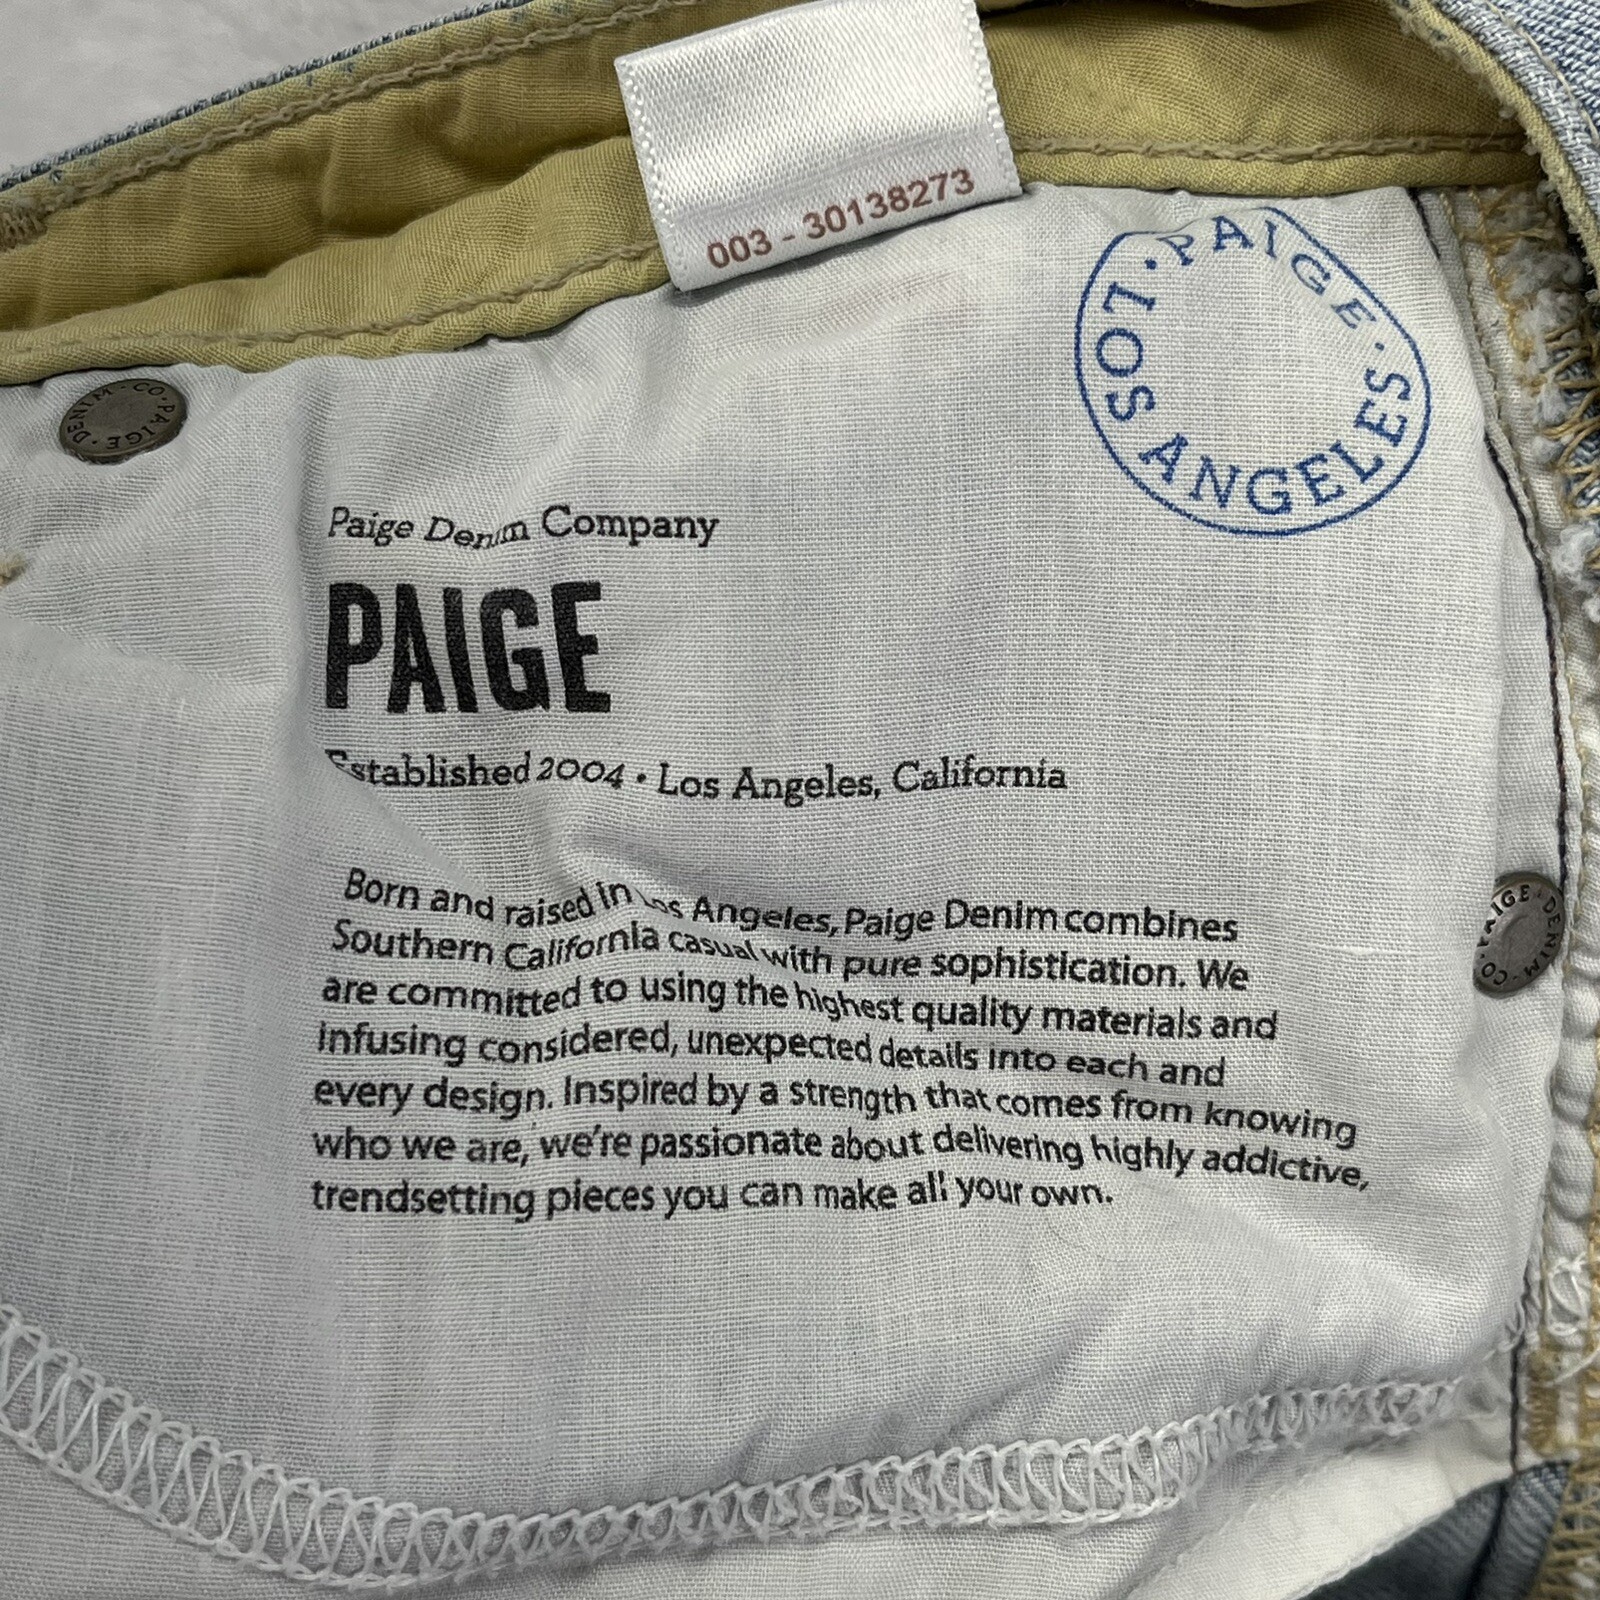 003 - 30138273
· PAIGE ·
LOS ANGELES
DENIM · CO · PAIGE ·
Paige Denim Company
PAIGE
Established 2004 · Los Angeles, California
Born and raised in Los Angeles, Paige Denim combines
Southern California casual with pure sophistication. We
are committed to using the highest quality materials and
infusing considered, unexpected details into each and
every design. Inspired by a strength that comes from knowing
who we are, we're passionate about delivering highly addictive,
trendsetting pieces you can make all your own.
PAIGE · DENIM · CO ·